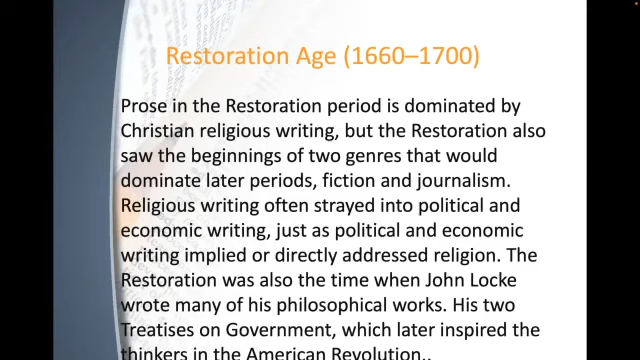 Restoration Age (1660–1700)
Prose in the Restoration period is dominated by
Christian religious writing, but the Restoration also
saw the beginnings of two genres that would
dominate later periods, fiction and journalism.
Religious writing often strayed into political and
economic writing, just as political and economic
writing implied or directly addressed religion. The
Restoration was also the time when John Locke
wrote many of his philosophical works. His two
Treatises on Government, which later inspired the
thinkers in the American Revolution..